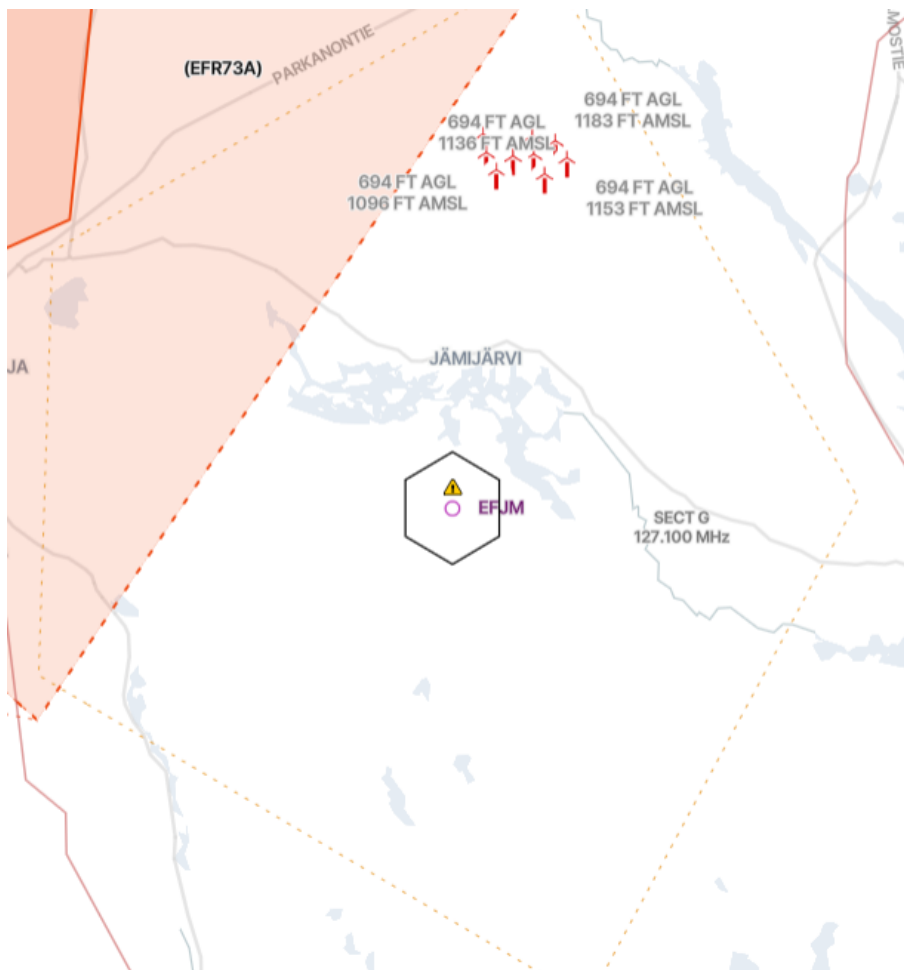 (EFR73A)
PARKANONTIE
MOSTIE
694 FT AGL
1183 FT AMSL
694 FT AGL
1136 FT AMSL
694 FT AGL
1096 FT AMSL
694 FT AGL
1153 FT AMSL
JÄMIJÄRVI
JA
EFJM
SECT G
127.100 MHz